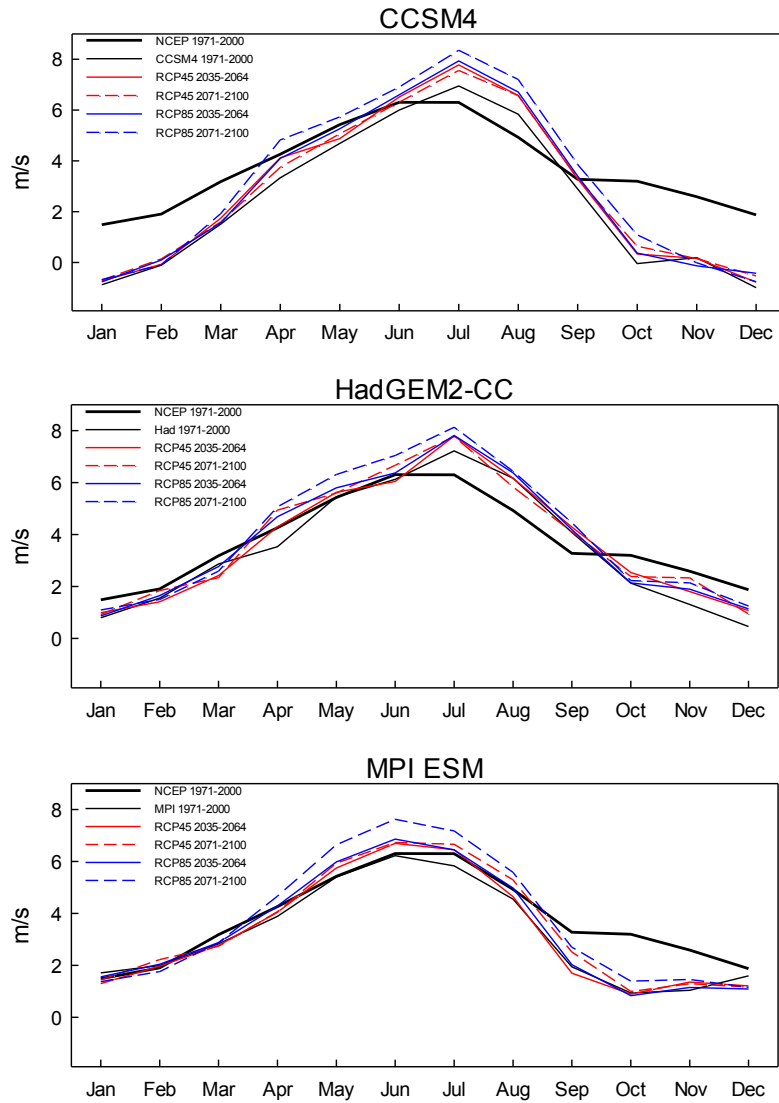 CCSM4
NCEP 1971-2000
CCSM4 1971-2000
RCP45 2035-2064
RCP45 2071-2100
RCP85 2035-2064
RCP85 2071-2100
8
6
4
2
0
m/s
Jan Feb Mar Apr May Jun Jul Aug Sep Oct Nov Dec
HadGEM2-CC
NCEP 1971-2000
Had 1971-2000
RCP45 2035-2064
RCP45 2071-2100
RCP85 2035-2064
RCP85 2071-2100
8
6
4
2
0
m/s
Jan Feb Mar Apr May Jun Jul Aug Sep Oct Nov Dec
MPI ESM
NCEP 1971-2000
MPI 1971-2000
RCP45 2035-2064
RCP45 2071-2100
RCP85 2035-2064
RCP85 2071-2100
8
6
4
2
0
m/s
Jan Feb Mar Apr May Jun Jul Aug Sep Oct Nov Dec